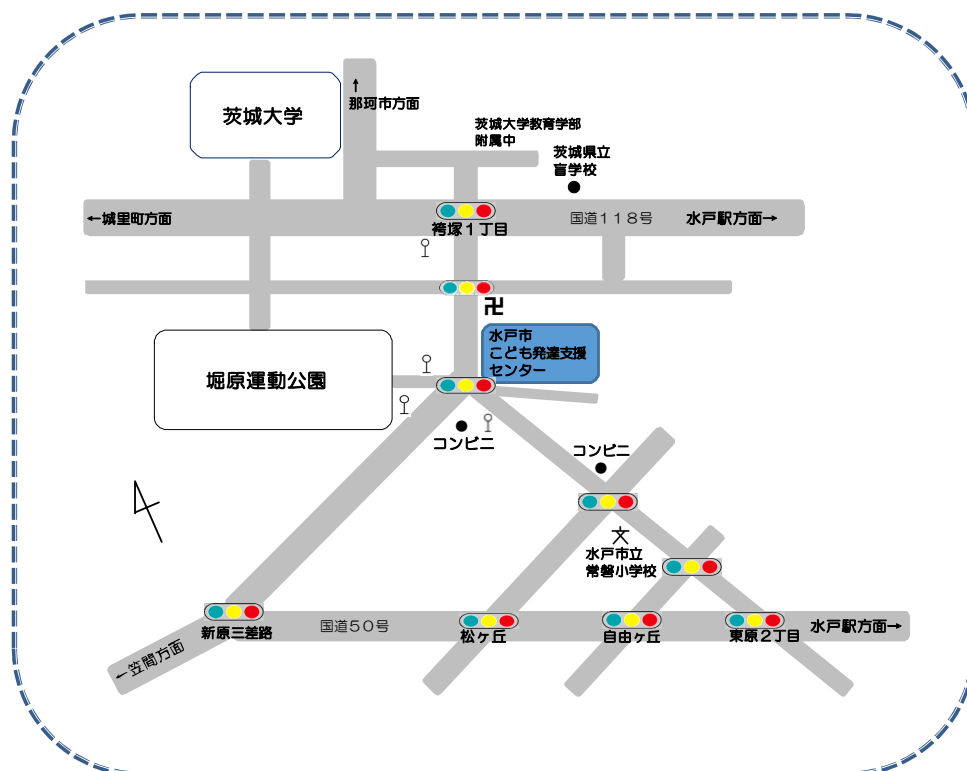 茨城大学
↑
那珂市方面
茨城大学教育学部
附属中
茨城県立
盲学校
←城里町方面
国道118号
水戸駅方面→
袴塚1丁目
卍
水戸市
こども発達支援
センター
堀原運動公園
コンビニ
コンビニ
文
水戸市立
常磐小学校
新原三差路
国道50号
松ヶ丘
自由ヶ丘
東原2丁目
水戸駅方面→
←笠間方面